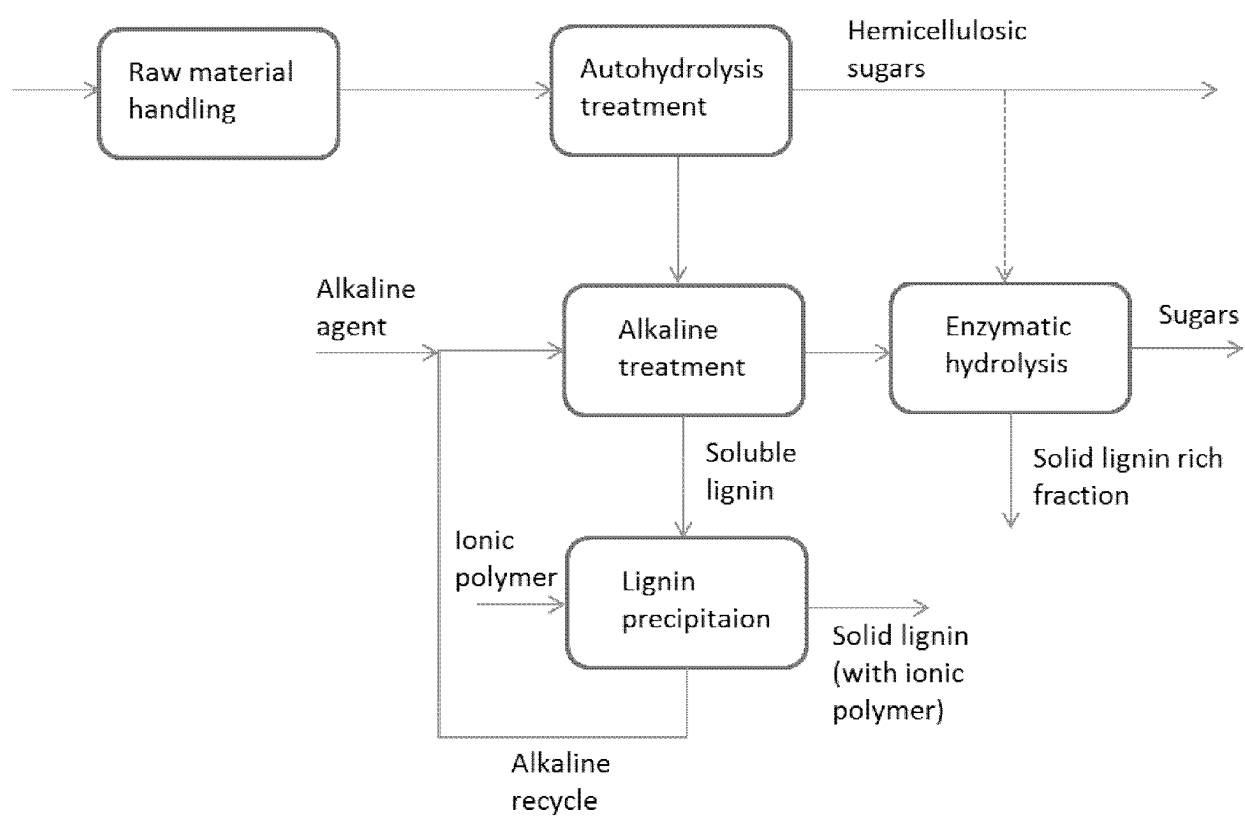 Raw material
handling
Autohydrolysis
treatment
Hemicellulosic
sugars
Alkaline
agent
Alkaline
treatment
Enzymatic
hydrolysis
Sugars
Soluble
lignin
Solid lignin rich
fraction
Ionic
polymer
Lignin
precipitaion
Solid lignin
(with ionic
polymer)
Alkaline
recycle